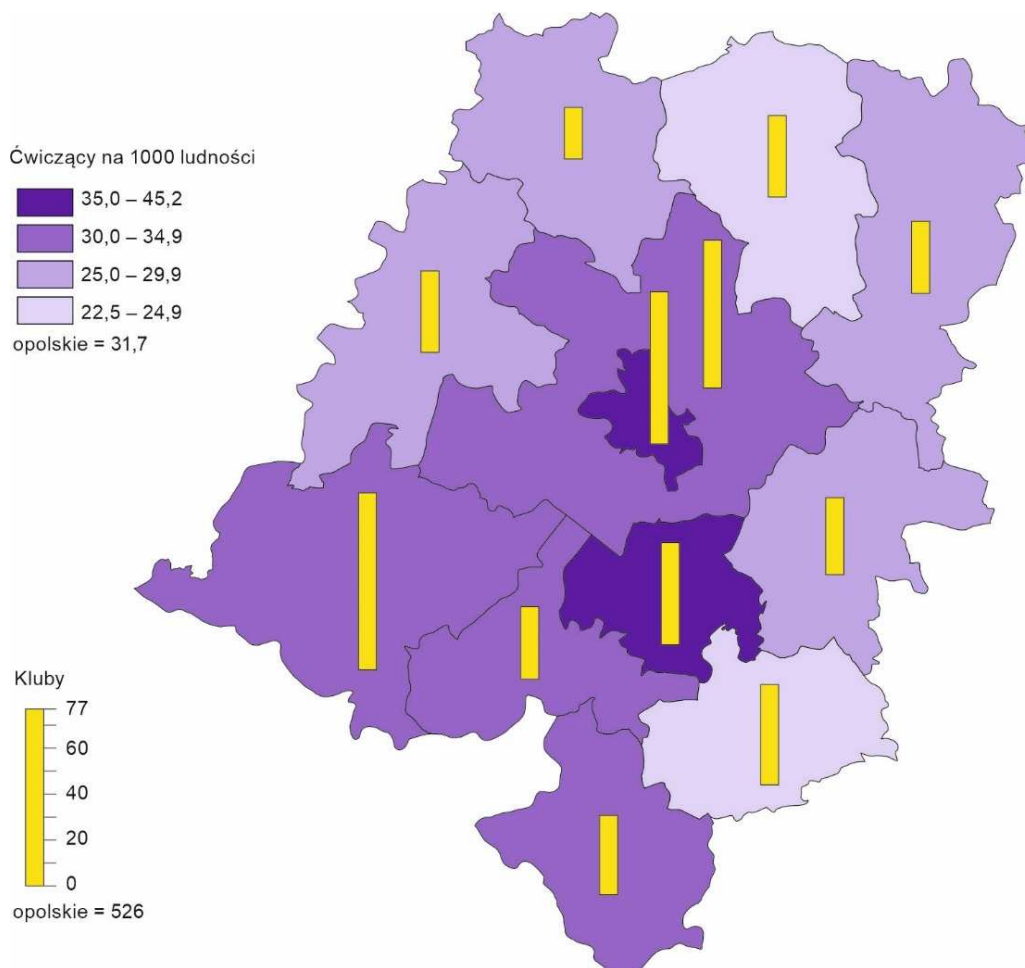 Ćwiczący na 1000 ludności
35,0 – 45,2
30,0 – 34,9
25,0 – 29,9
22,5 – 24,9
opolskie = 31,7
Kluby
77
60
40
20
0
opolskie = 526